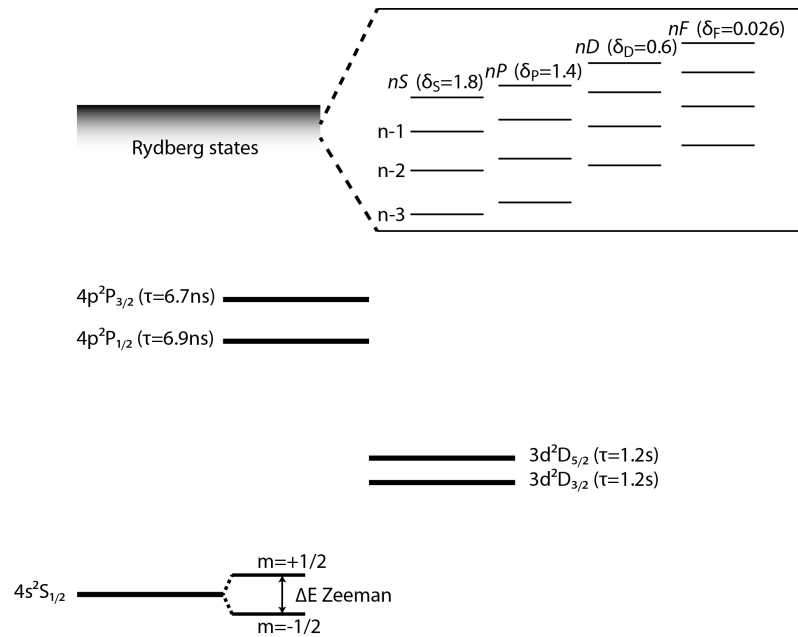 nS (δS=1.8) nP (δP=1.4) nD (δD=0.6) nF (δF=0.026)
Rydberg states
n-1
n-2
n-3
4p²P3/2 (τ=6.7ns)
4p²P1/2 (τ=6.9ns)
3d²D5/2 (τ=1.2s)
3d²D3/2 (τ=1.2s)
4s²S1/2
m=+1/2
ΔE Zeeman
m=-1/2